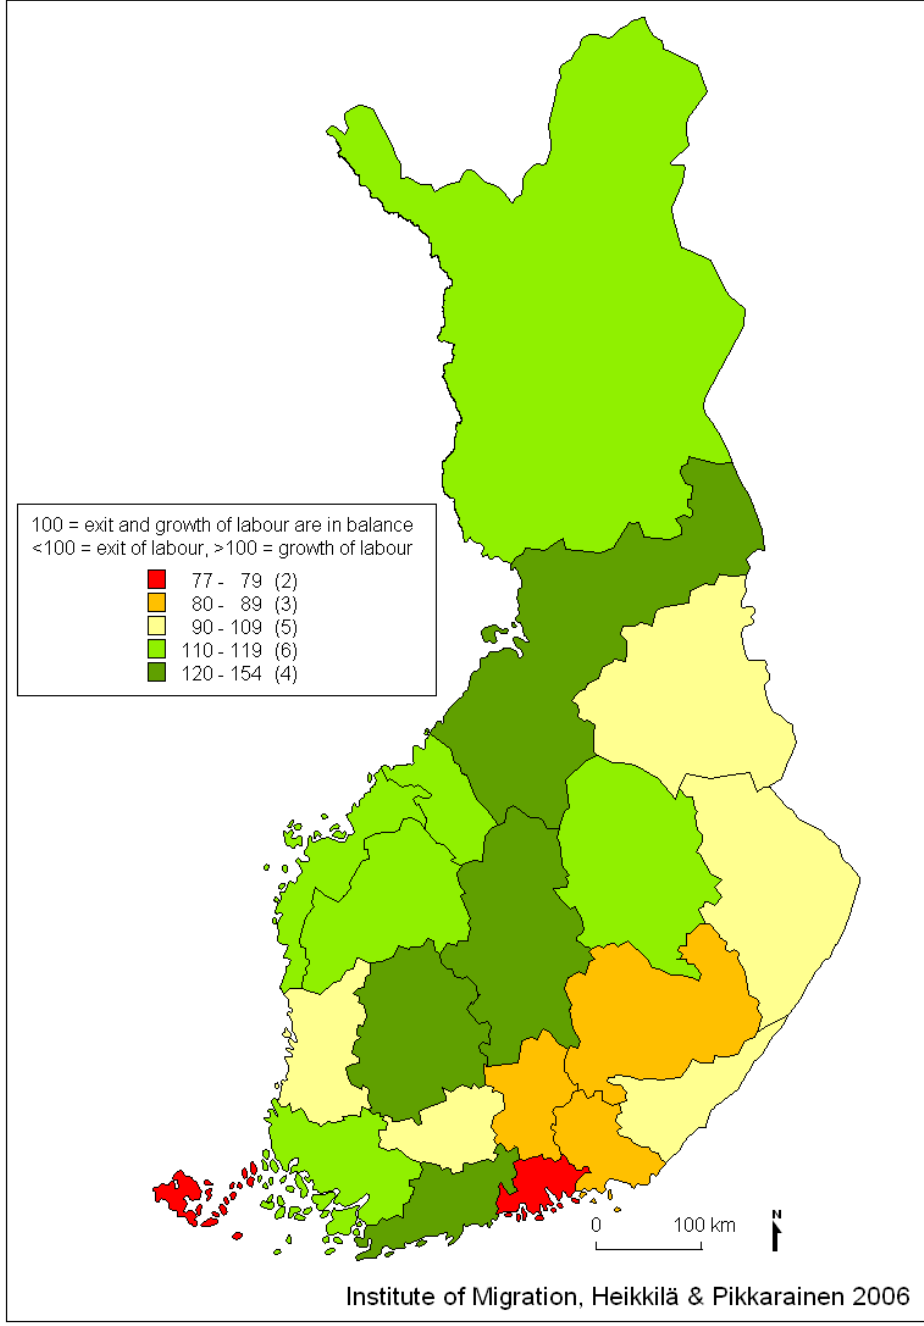 100 = exit and growth of labour are in balance
<100 = exit of labour, >100 = growth of labour
77 - 79 (2)
80 - 89 (3)
90 - 109 (5)
110 - 119 (6)
120 - 154 (4)
N
0 100 km
Institute of Migration, Heikkilä & Pikkarainen 2006